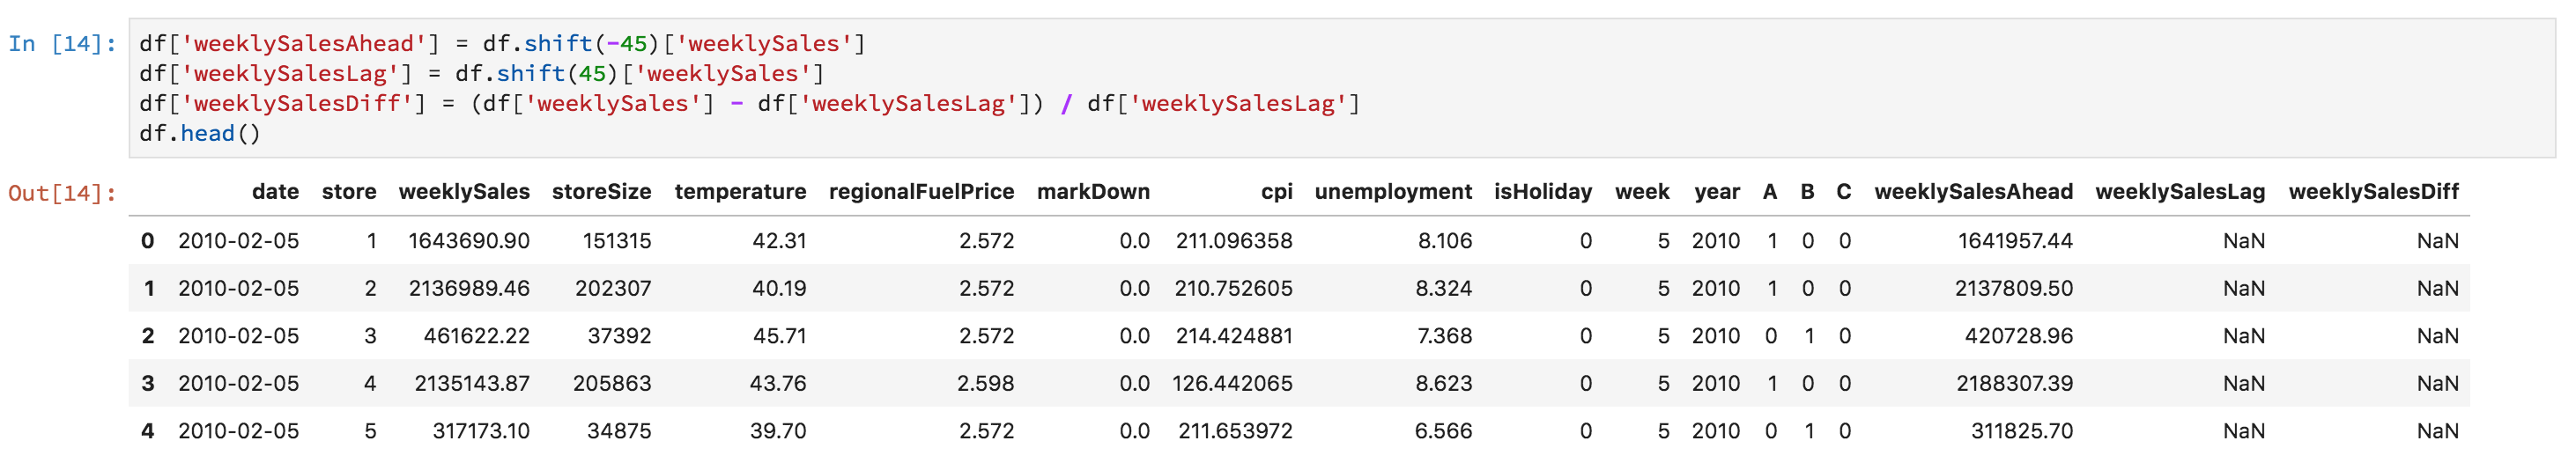 In [14]: df['weeklySalesAhead'] = df.shift(-45)['weeklySales']
df['weeklySalesLag'] = df.shift(45)['weeklySales']
df['weeklySalesDiff'] = (df['weeklySales'] - df['weeklySalesLag']) / df['weeklySalesLag']
df.head()
Out[14]: date store weeklySales storeSize temperature regionalFuelPrice markDown cpi unemployment isHoliday week year A B C weeklySalesAhead weeklySalesLag weeklySalesDiff
0 2010-02-05 1 1643690.90 151315 42.31 2.572 0.0 211.096358 8.106 0 5 2010 1 0 0 1641957.44 NaN NaN
1 2010-02-05 2 2136989.46 202307 40.19 2.572 0.0 210.752605 8.324 0 5 2010 1 0 0 2137809.50 NaN NaN
2 2010-02-05 3 461622.22 37392 45.71 2.572 0.0 214.424881 7.368 0 5 2010 0 1 0 420728.96 NaN NaN
3 2010-02-05 4 2135143.87 205863 43.76 2.598 0.0 126.442065 8.623 0 5 2010 1 0 0 2188307.39 NaN NaN
4 2010-02-05 5 317173.10 34875 39.70 2.572 0.0 211.653972 6.566 0 5 2010 0 1 0 311825.70 NaN NaN